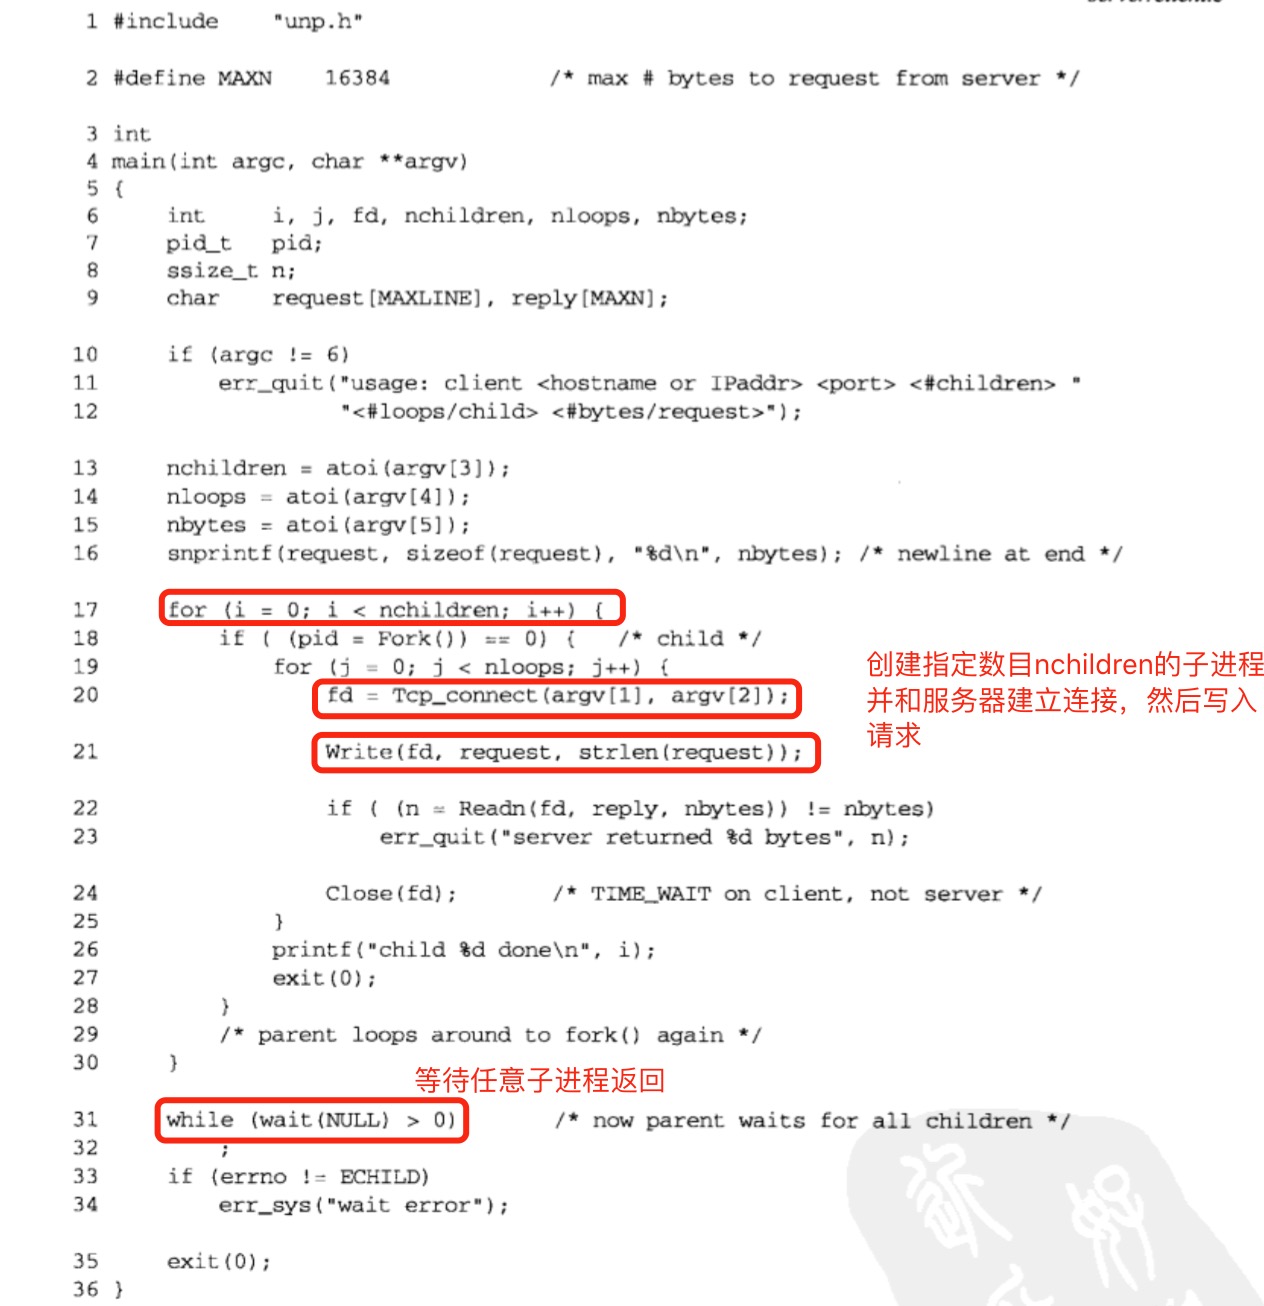 1 #include "unp.h"
2 #define MAXN 16384 /* max # bytes to request from server */
3 int
4 main(int argc, char **argv)
5 {
6 int i, j, fd, nchildren, nloops, nbytes;
7 pid_t pid;
8 ssize_t n;
9 char request[MAXLINE], reply[MAXN];
10 if (argc != 6)
11 err_quit("usage: client <hostname or IPaddr> <port> <#children> "
12 "<#loops/child> <#bytes/request>");
13 nchildren = atoi(argv[3]);
14 nloops = atoi(argv[4]);
15 nbytes = atoi(argv[5]);
16 snprintf(request, sizeof(request), "%d\n", nbytes); /* newline at end */
17 for (i = 0; i < nchildren; i++) {
18 if ( (pid = Fork()) == 0) { /* child */
19 for (j = 0; j < nloops; j++) {
20 fd = Tcp_connect(argv[1], argv[2]);
创建指定数目nchildren的子进程
并和服务器建立连接，然后写入
请求
21 Write(fd, request, strlen(request));
22 if ( (n = Readn(fd, reply, nbytes)) != nbytes)
23 err_quit("server returned %d bytes", n);
24 Close(fd); /* TIME_WAIT on client, not server */
25 }
26 printf("child %d done\n", i);
27 exit(0);
28 }
29 /* parent loops around to fork() again */
30 }
等待任意子进程返回
31 while (wait(NULL) > 0) /* now parent waits for all children */
32 ;
33 if (errno != ECHILD)
34 err_sys("wait error");
35 exit(0);
36 }